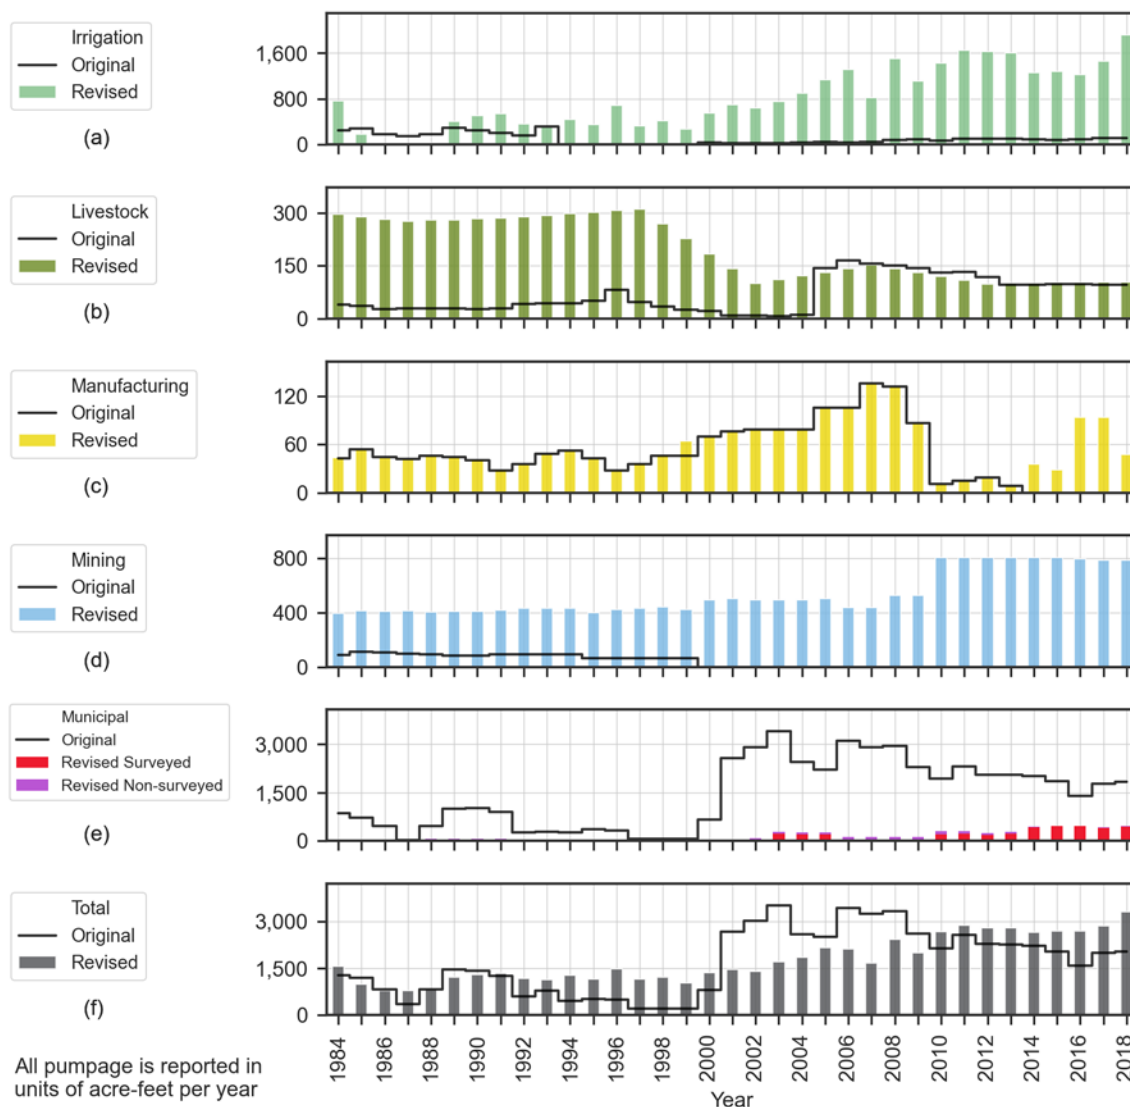 Irrigation
Original
Revised
(a)
1,600
800
0
Livestock
Original
Revised
(b)
300
150
0
Manufacturing
Original
Revised
(c)
120
60
0
Mining
Original
Revised
(d)
800
400
0
Municipal
Original
Revised Surveyed
Revised Non-surveyed
(e)
3,000
1,500
0
Total
Original
Revised
(f)
3,000
1,500
0
1984 1986 1988 1990 1992 1994 1996 1998 2000 2002 2004 2006 2008 2010 2012 2014 2016 2018
Year
All pumpage is reported in
units of acre-feet per year